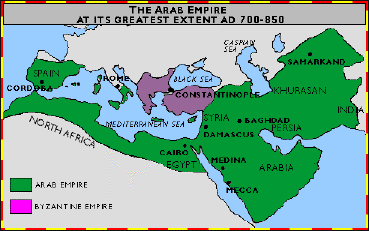 THE ARAB EMPIRE
AT ITS GREATEST EXTENT AD 700-850
CASPIAN
SEA
SAMARKAND
SPAIN
ROME
BLACK SEA
KHURASAN
CORDOBA
CONSTANTINOPLE
INDIA
MEDITERRANEAN SEA
SYRIA
BAGHDAD
PERSIA
NORTH AFRICA
DAMASCUS
CAIRO
EGYPT
MEDINA
ARABIA
MECCA
ARAB EMPIRE
BYZANTINE EMPIRE